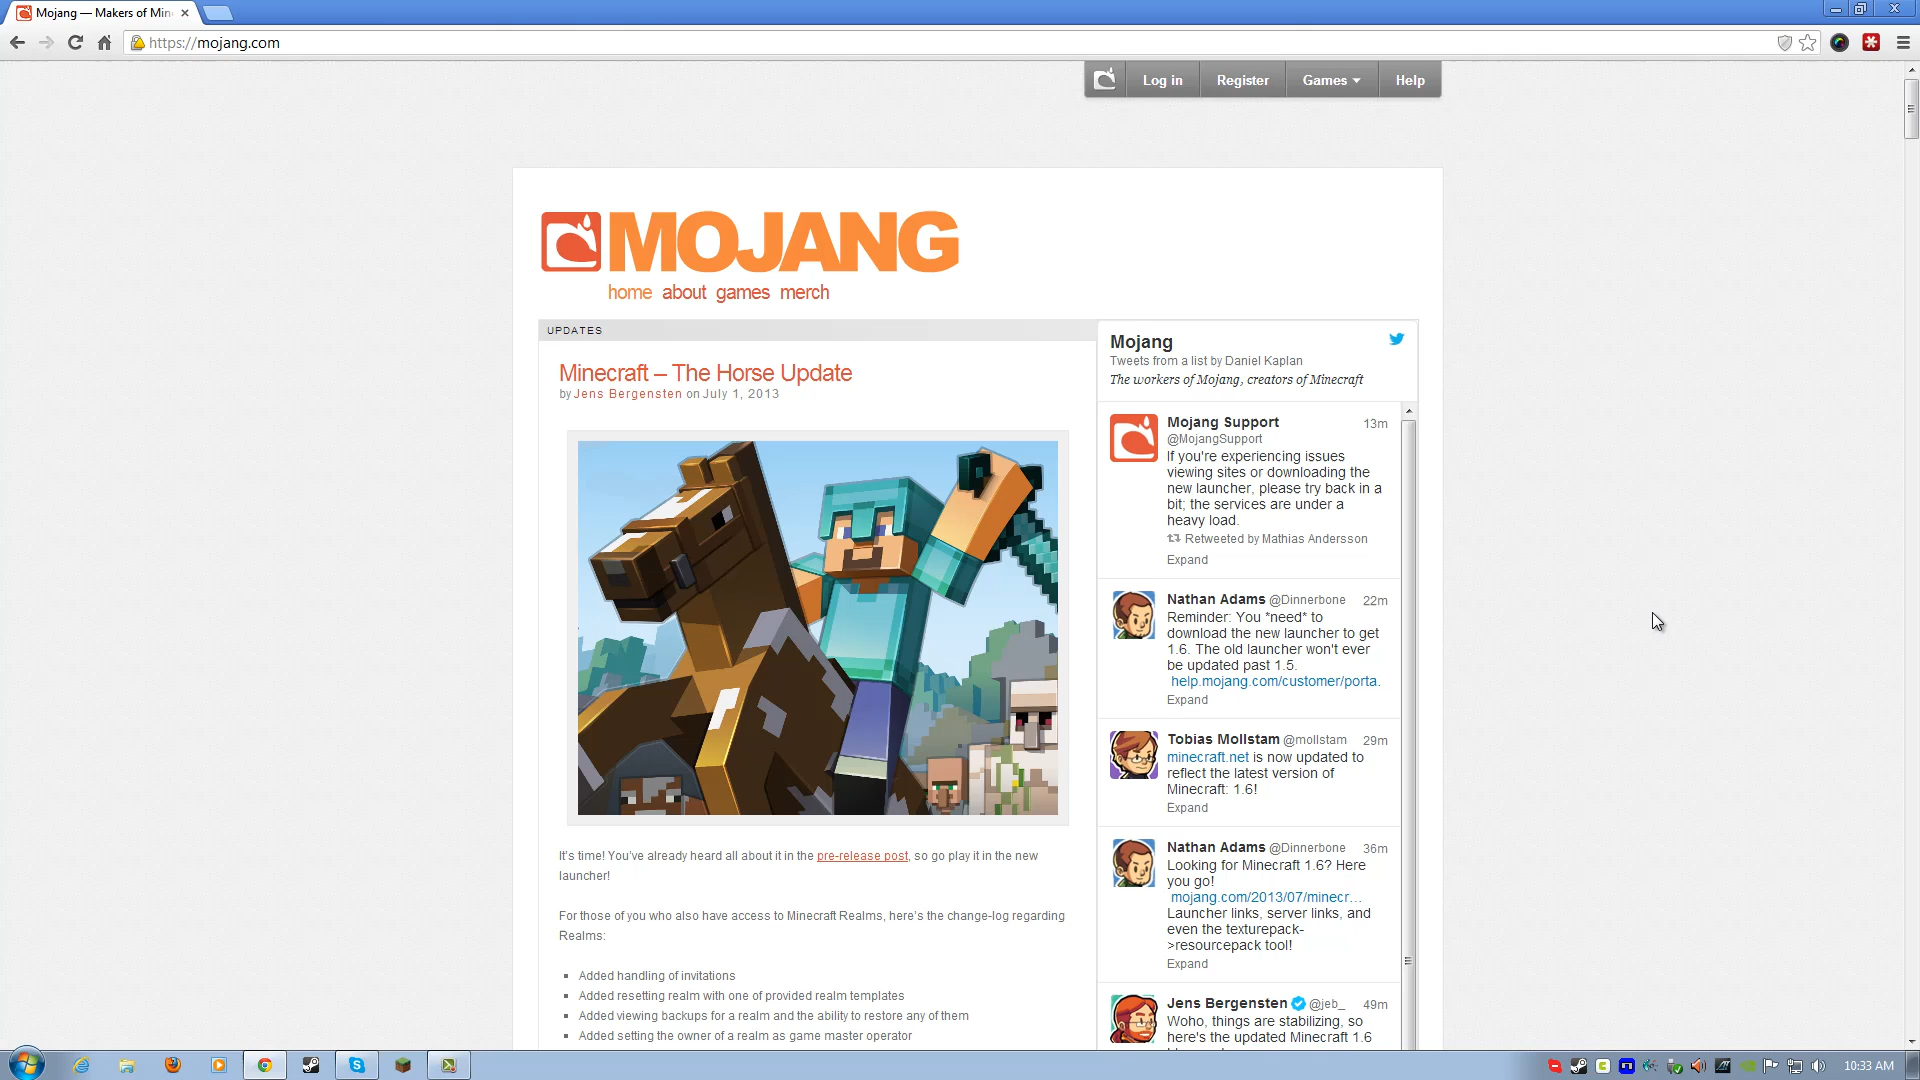 Mojang — Makers of Min
https://mojang.com
Log in
Register
Games
Help
MOJANG
home about games merch
UPDATES
Minecraft – The Horse Update
by Jens Bergensten on July 1, 2013
It's time! You've already heard all about it in the pre-release post, so go play it in the new
launcher!
For those of you who also have access to Minecraft Realms, here's the change-log regarding
Realms:
Added handling of invitations
Added resetting realm with one of provided realm templates
Added viewing backups for a realm and the ability to restore any of them
Added setting the owner of a realm as game master operator
Mojang
Tweets from a list by Daniel Kaplan
The workers of Mojang, creators of Minecraft
Mojang Support 13m
@MojangSupport
If you're experiencing issues
viewing sites or downloading the
new launcher, please try back in a
bit; the services are under a
heavy load.
Retweeted by Mathias Andersson
Expand
Nathan Adams @Dinnerbone 22m
Reminder: You *need* to
download the new launcher to get
1.6. The old launcher won't ever
be updated past 1.5.
help.mojang.com/customer/porta.
Expand
Tobias Mollstam @mollstam 29m
minecraft.net is now updated to
reflect the latest version of
Minecraft: 1.6!
Expand
Nathan Adams @Dinnerbone 36m
Looking for Minecraft 1.6? Here
you go!
mojang.com/2013/07/minecr…
Launcher links, server links, and
even the texturepack-
>resourcepack tool!
Expand
Jens Bergensten @jeb_ 49m
Woho, things are stabilizing, so
here's the updated Minecraft 1.6
10:33 AM